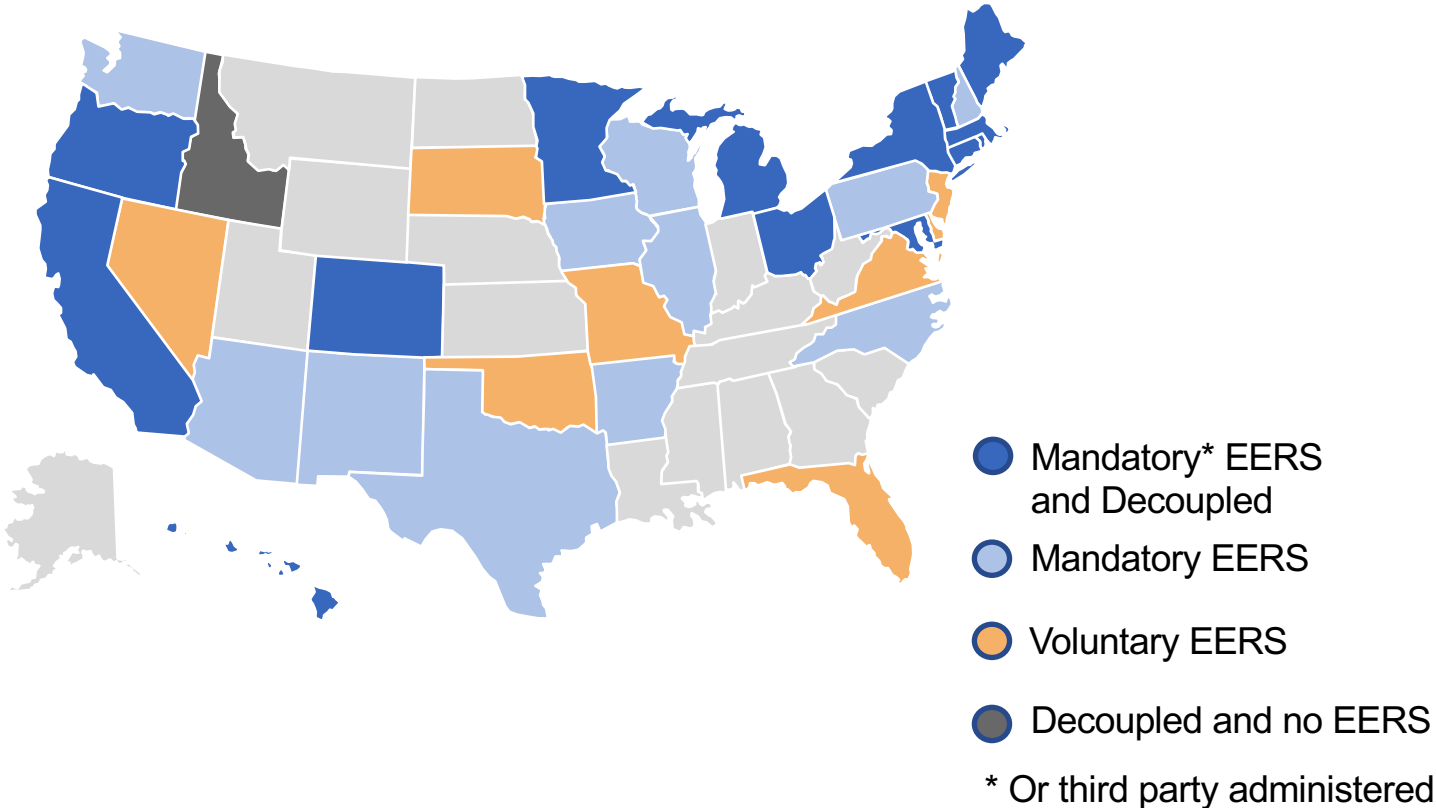 Mandatory* EERS
and Decoupled
Mandatory EERS
Voluntary EERS
Decoupled and no EERS
* Or third party administered